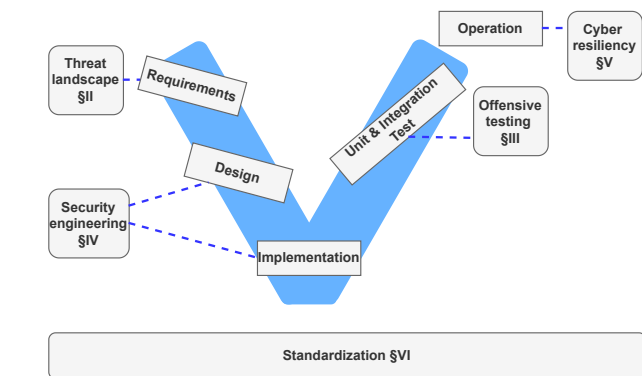 Operation
Cyber
resiliency
§V
Threat
landscape
§II
Requirements
Unit & Integration
Test
Offensive
testing
§III
Design
Security
engineering
§IV
Implementation
Standardization §VI